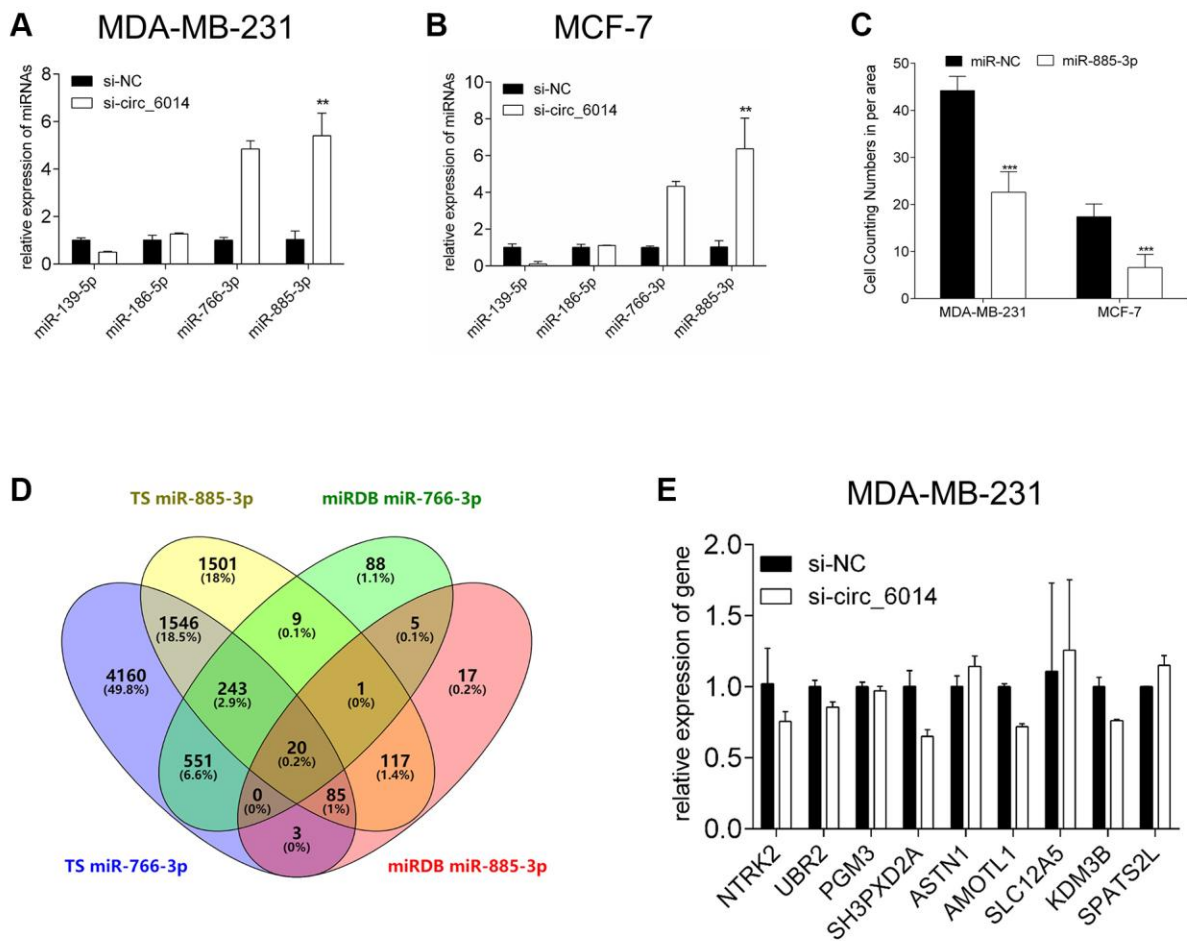 A MDA-MB-231
relative expression of miRNAs
8
6
4
2
0
si-NC
si-circ_6014
**
miR-139-5p
miR-186-5p
miR-766-3p
miR-885-3p
B MCF-7
relative expression of miRNAs
10
8
6
4
2
0
si-NC
si-circ_6014
**
miR-139-5p
miR-186-5p
miR-766-3p
miR-885-3p
C
miR-NC miR-885-3p
Cell Counting Numbers in per area
50
40
30
20
10
0
***
***
MDA-MB-231 MCF-7
D
TS miR-885-3p miRDB miR-766-3p
1501
(18%)
88
(1.1%)
1546
(18.5%)
9
(0.1%)
5
(0.1%)
4160
(49.8%)
243
(2.9%)
1
(0%)
17
(0.2%)
551
(6.6%)
20
(0.2%)
117
(1.4%)
0
(0%)
85
(1%)
3
(0%)
TS miR-766-3p miRDB miR-885-3p
E MDA-MB-231
relative expression of gene
2.0
1.5
1.0
0.5
0.0
si-NC
si-circ_6014
NTRK2
UBR2
PGM3
SH3PXD2A
ASTN1
AMOTL1
SLC12A5
KDM3B
SPATS2L